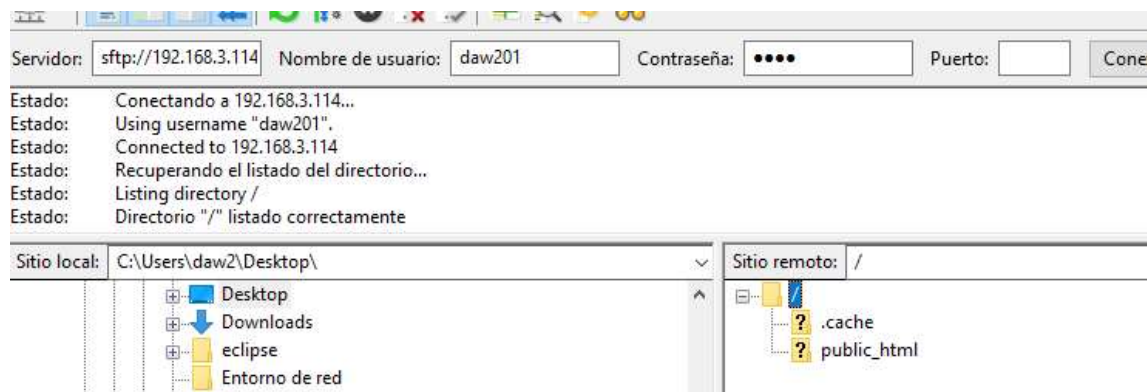 Servidor: sftp://192.168.3.114 Nombre de usuario: daw201 Contraseña: •••• Puerto: Cone
Estado: Conectando a 192.168.3.114...
Estado: Using username "daw201".
Estado: Connected to 192.168.3.114
Estado: Recuperando el listado del directorio...
Estado: Listing directory /
Estado: Directorio "/" listado correctamente
Sitio local: C:\Users\daw2\Desktop\ Sitio remoto: /
Desktop /
Downloads .cache
eclipse public_html
Entorno de red